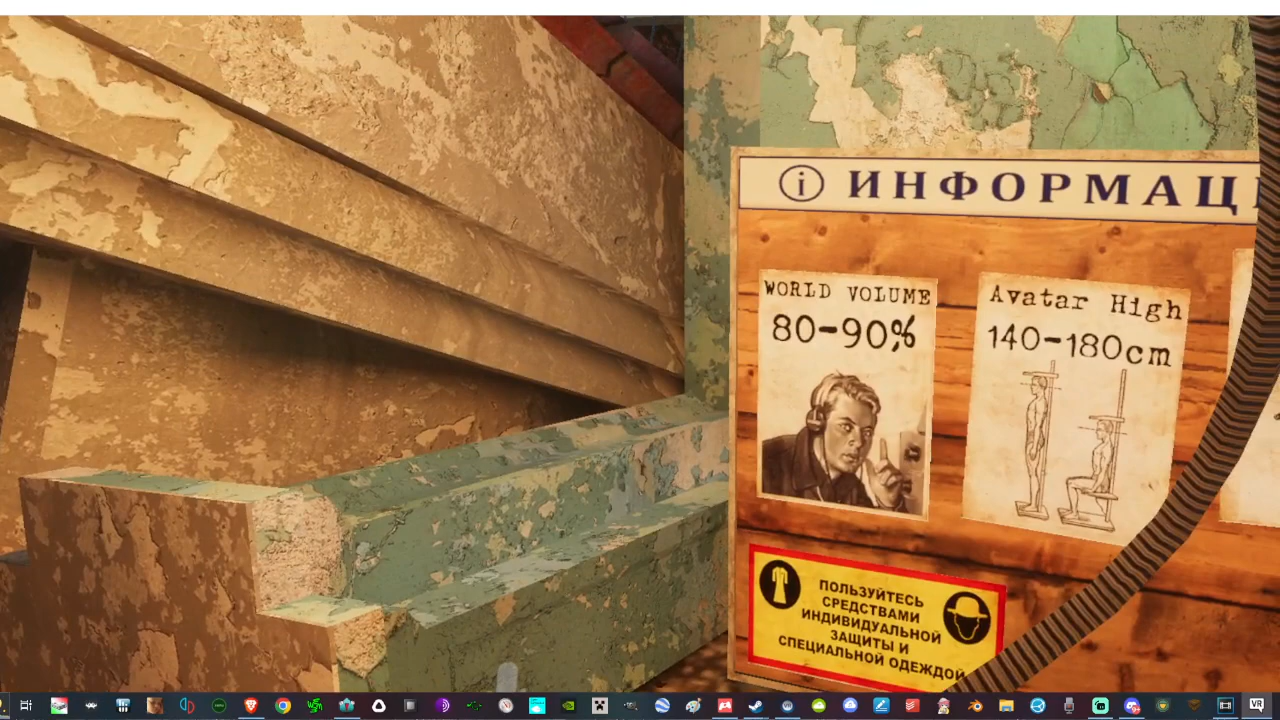 ИНФОРМАЦ
WORLD VOLUME
80-90%
Avatar High
140-180cm
ПОЛЬЗУЙТЕСЬ
СРЕДСТВАМИ
ИНДИВИДУАЛЬНОЙ
ЗАЩИТЫ И
СПЕЦИАЛЬНОЙ ОДЕЖДОЙ